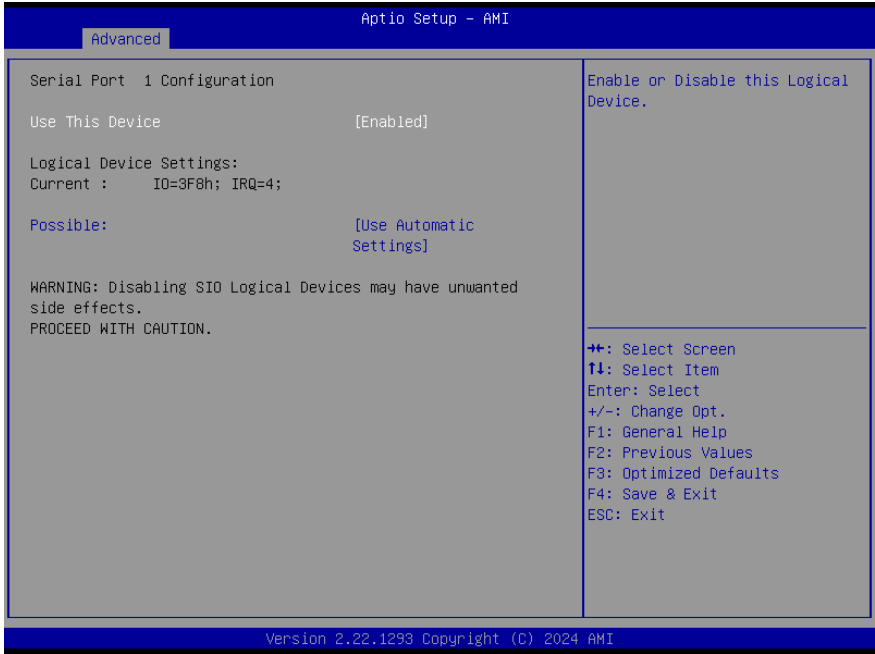 Aptio Setup – AMI
Advanced
Serial Port 1 Configuration
Use This Device [Enabled]
Logical Device Settings:
Current : IO=3F8h; IRQ=4;
Possible: [Use Automatic
Settings]
WARNING: Disabling SIO Logical Devices may have unwanted
side effects.
PROCEED WITH CAUTION.
Enable or Disable this Logical
Device.
→←: Select Screen
↑↓: Select Item
Enter: Select
+/-: Change Opt.
F1: General Help
F2: Previous Values
F3: Optimized Defaults
F4: Save & Exit
ESC: Exit
Version 2.22.1293 Copyright (C) 2024 AMI